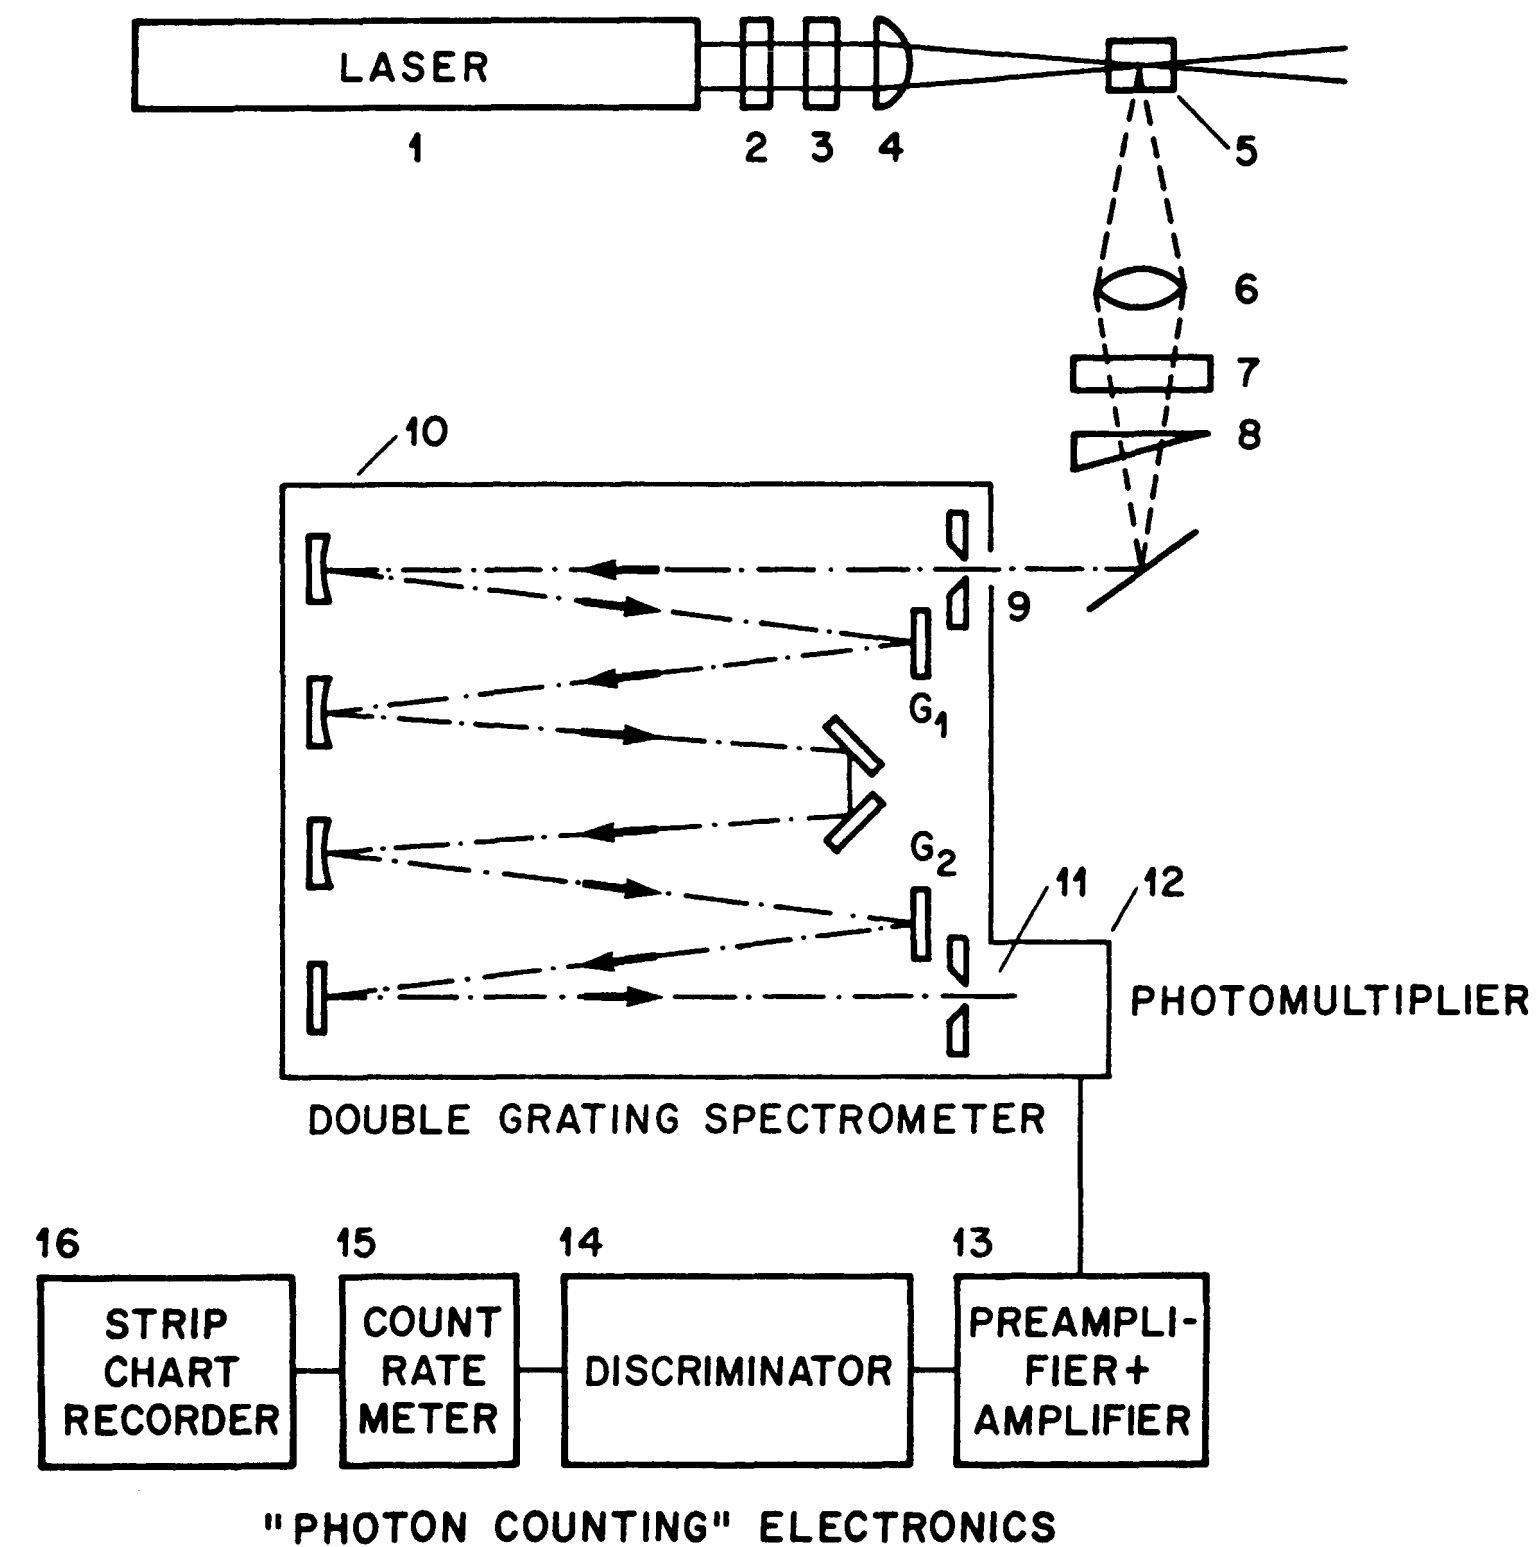 LASER
1
2
3
4
5
6
7
8
10
9
G1
G2
11
12
PHOTOMULTIPLIER
DOUBLE GRATING SPECTROMETER
16
15
14
13
STRIP
CHART
RECORDER
COUNT
RATE
METER
DISCRIMINATOR
PREAMPLI-
FIER+
AMPLIFIER
"PHOTON COUNTING" ELECTRONICS